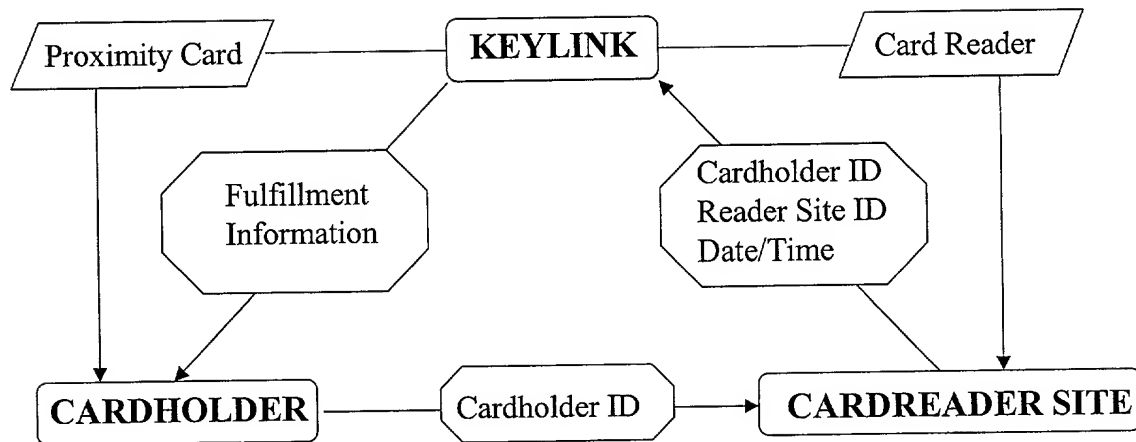 Proximity Card
KEYLINK
Card Reader
Fulfillment
Information
Cardholder ID
Reader Site ID
Date/Time
CARDHOLDER
Cardholder ID
CARDREADER SITE